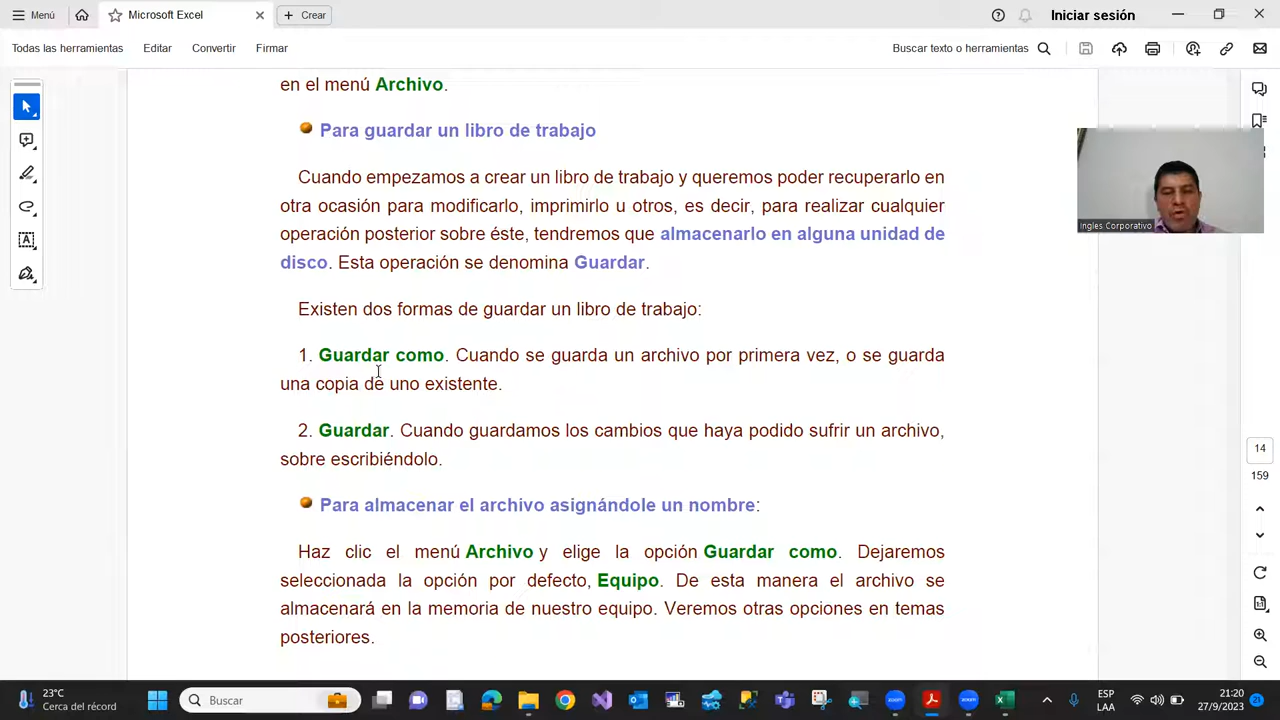 Menú
Microsoft Excel
Crear
Iniciar sesión
Todas las herramientas
Editar
Convertir
Firmar
Buscar texto o herramientas
en el menú Archivo.
Para guardar un libro de trabajo
Cuando empezamos a crear un libro de trabajo y queremos poder recuperarlo en
otra ocasión para modificarlo, imprimirlo u otros, es decir, para realizar cualquier
operación posterior sobre éste, tendremos que almacenarlo en alguna unidad de
disco. Esta operación se denomina Guardar.
Existen dos formas de guardar un libro de trabajo:
1. Guardar como. Cuando se guarda un archivo por primera vez, o se guarda
una copia de uno existente.
2. Guardar. Cuando guardamos los cambios que haya podido sufrir un archivo,
sobre escribiéndolo.
Para almacenar el archivo asignándole un nombre:
Haz clic el menú Archivo y elige la opción Guardar como. Dejaremos
seleccionada la opción por defecto, Equipo. De esta manera el archivo se
almacenará en la memoria de nuestro equipo. Veremos otras opciones en temas
posteriores.
Ingles Corporativo
14
159
23°C
Cerca del récord
Buscar
ESP
LAA
21:20
27/9/2023